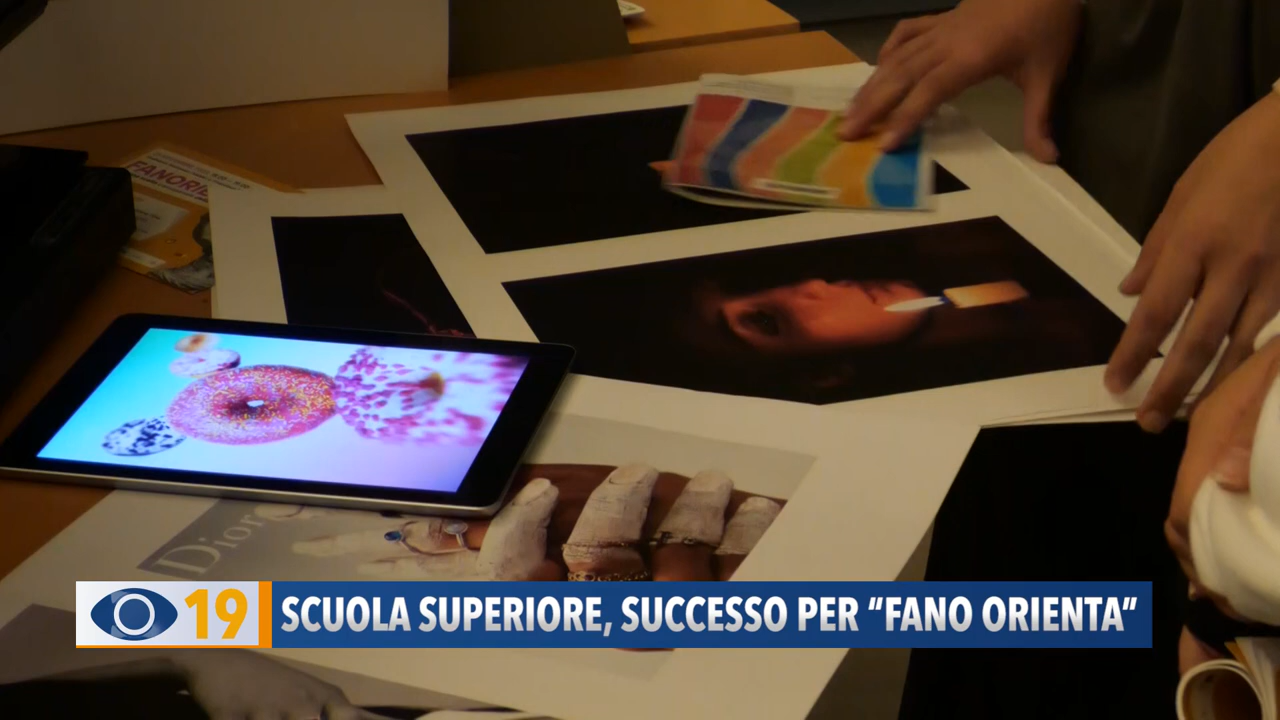 FANORIE
Dior
19
SCUOLA SUPERIORE, SUCCESSO PER “FANO ORIENTA“